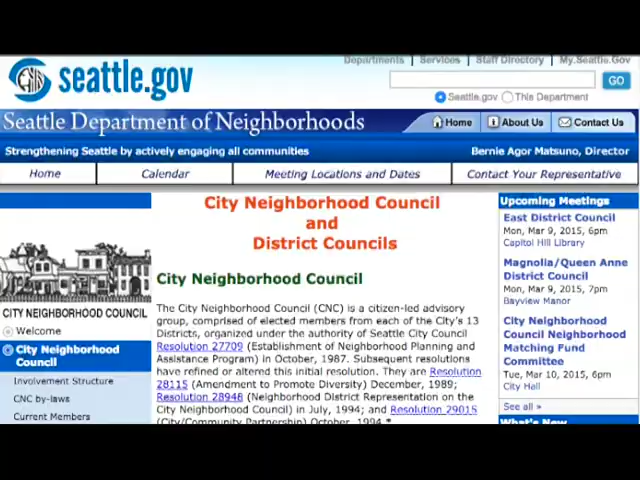 Departments | Services | Staff Directory | My.Seattle.Gov
seattle.gov
GO
Seattle.gov This Department
Seattle Department of Neighborhoods
Home
About Us
Contact Us
Strengthening Seattle by actively engaging all communities
Bernie Agor Matsuno, Director
Home
Calendar
Meeting Locations and Dates
Contact Your Representative
City Neighborhood Council
and
District Councils
City Neighborhood Council
The City Neighborhood Council (CNC) is a citizen-led advisory
group, comprised of elected members from each of the City's 13
Districts, organized under the authority of Seattle City Council
Resolution 27709 (Establishment of Neighborhood Planning and
Assistance Program) in October, 1987. Subsequent resolutions
have refined or altered this initial resolution. They are Resolution
28115 (Amendment to Promote Diversity) December, 1989;
Resolution 28948 (Neighborhood District Representation on the
City Neighborhood Council) in July, 1994; and Resolution 29015
(City/Community Partnership) October, 1994.*
CITY NEIGHBORHOOD COUNCIL
Welcome
City Neighborhood
Council
Involvement Structure
CNC by-laws
Current Members
Upcoming Meetings
East District Council
Mon, Mar 9, 2015, 6pm
Capitol Hill Library
Magnolia/Queen Anne
District Council
Mon, Mar 9, 2015, 7pm
Bayview Manor
City Neighborhood
Council Neighborhood
Matching Fund
Committee
Tue, Mar 10, 2015, 6pm
City Hall
See all »
What's New